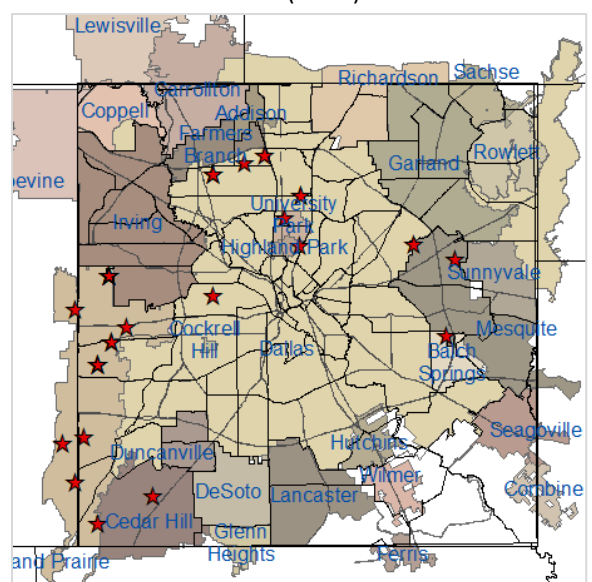 Lewisville
Richardson
Sachse
Carrollton
Coppell
Addison
Farmers
Branch
Rowlett
Garland
evine
University
Park
Irving
Highland Park
Sunnyvale
Cockrell
Hill
Dallas
Mesquite
Balch
Springs
Seagoville
Hutchins
Duncanville
Wilmer
DeSoto
Lancaster
Combine
Cedar Hill
Glenn
Heights
Ferris
and Prairie